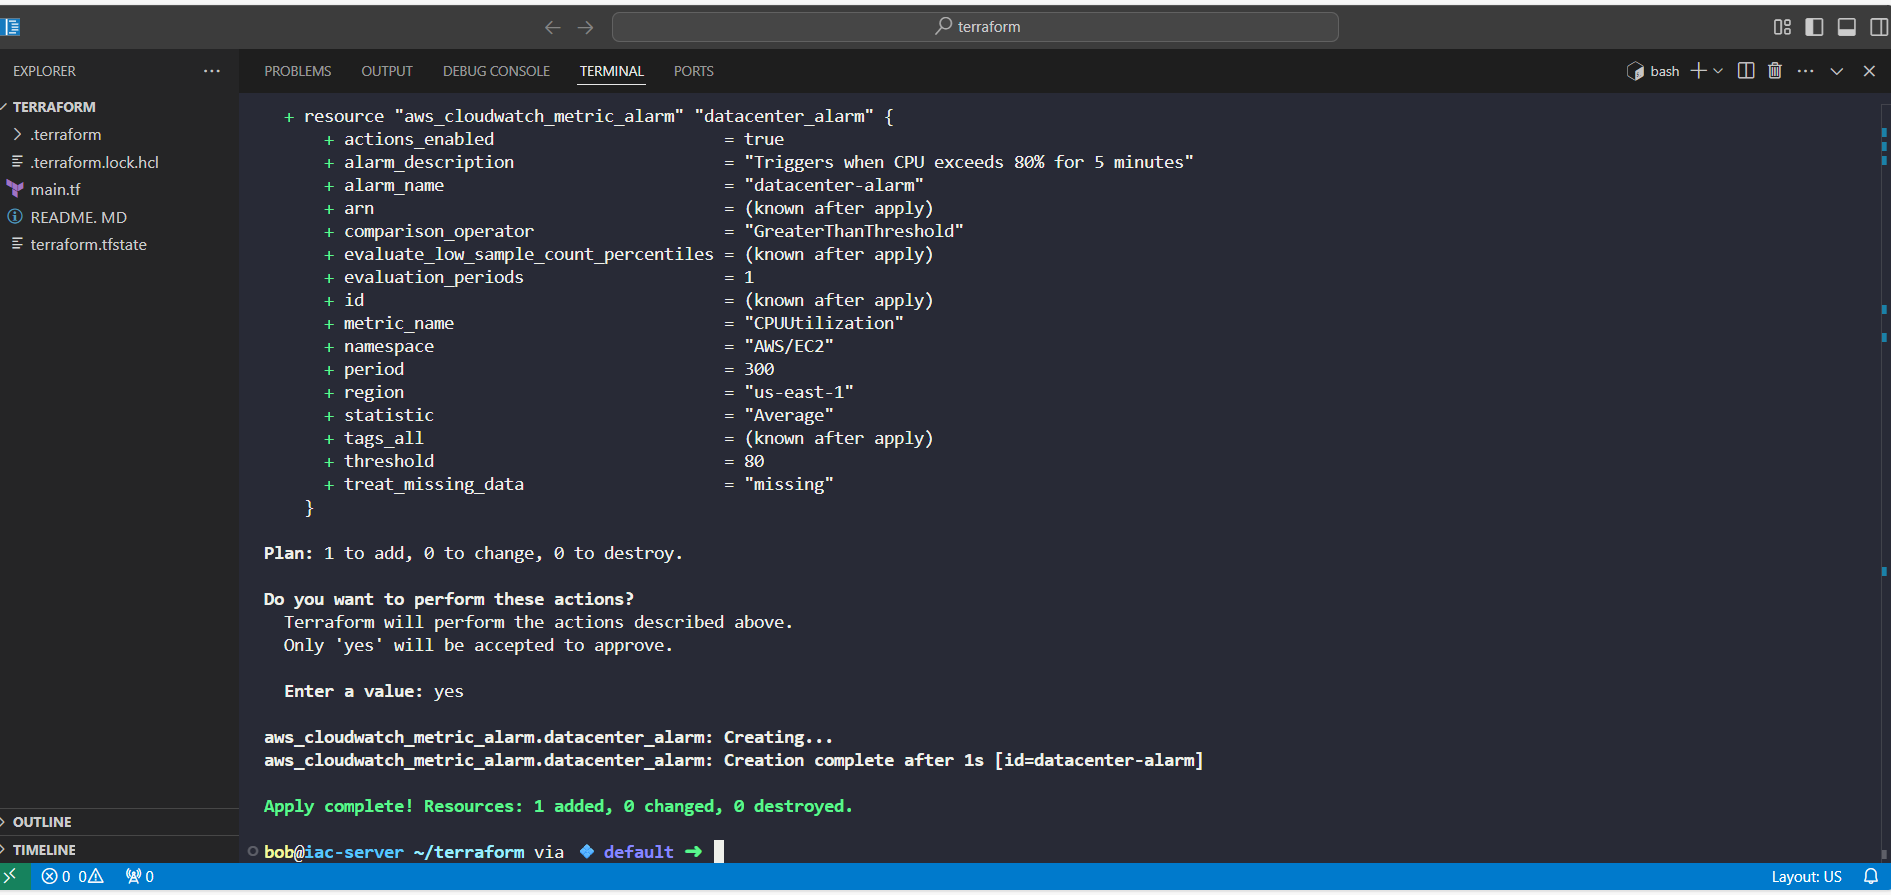 terraform
EXPLORER
TERRAFORM
.terraform
.terraform.lock.hcl
main.tf
README. MD
terraform.tfstate
OUTLINE
TIMELINE
PROBLEMS OUTPUT DEBUG CONSOLE TERMINAL PORTS
bash
+ resource "aws_cloudwatch_metric_alarm" "datacenter_alarm" {
+ actions_enabled = true
+ alarm_description = "Triggers when CPU exceeds 80% for 5 minutes"
+ alarm_name = "datacenter-alarm"
+ arn = (known after apply)
+ comparison_operator = "GreaterThanThreshold"
+ evaluate_low_sample_count_percentiles = (known after apply)
+ evaluation_periods = 1
+ id = (known after apply)
+ metric_name = "CPUUtilization"
+ namespace = "AWS/EC2"
+ period = 300
+ region = "us-east-1"
+ statistic = "Average"
+ tags_all = (known after apply)
+ threshold = 80
+ treat_missing_data = "missing"
}
Plan: 1 to add, 0 to change, 0 to destroy.
Do you want to perform these actions?
Terraform will perform the actions described above.
Only 'yes' will be accepted to approve.
Enter a value: yes
aws_cloudwatch_metric_alarm.datacenter_alarm: Creating...
aws_cloudwatch_metric_alarm.datacenter_alarm: Creation complete after 1s [id=datacenter-alarm]
Apply complete! Resources: 1 added, 0 changed, 0 destroyed.
bob@iac-server ~/terraform via default
0 0 0
Layout: US